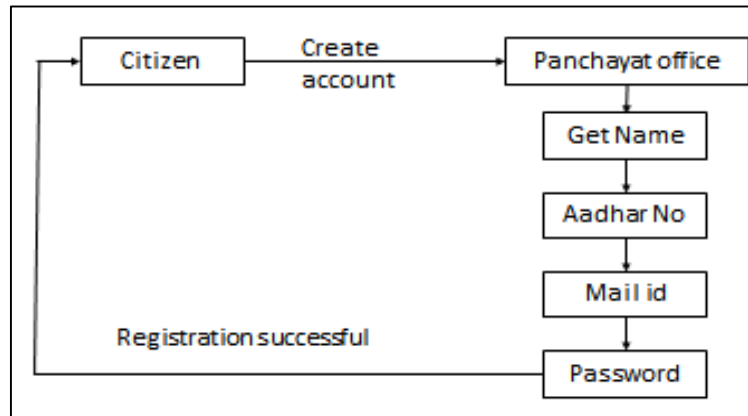 Citizen
Create
account
Panchayat office
Get Name
Aadhar No
Mail id
Registration successful
Password